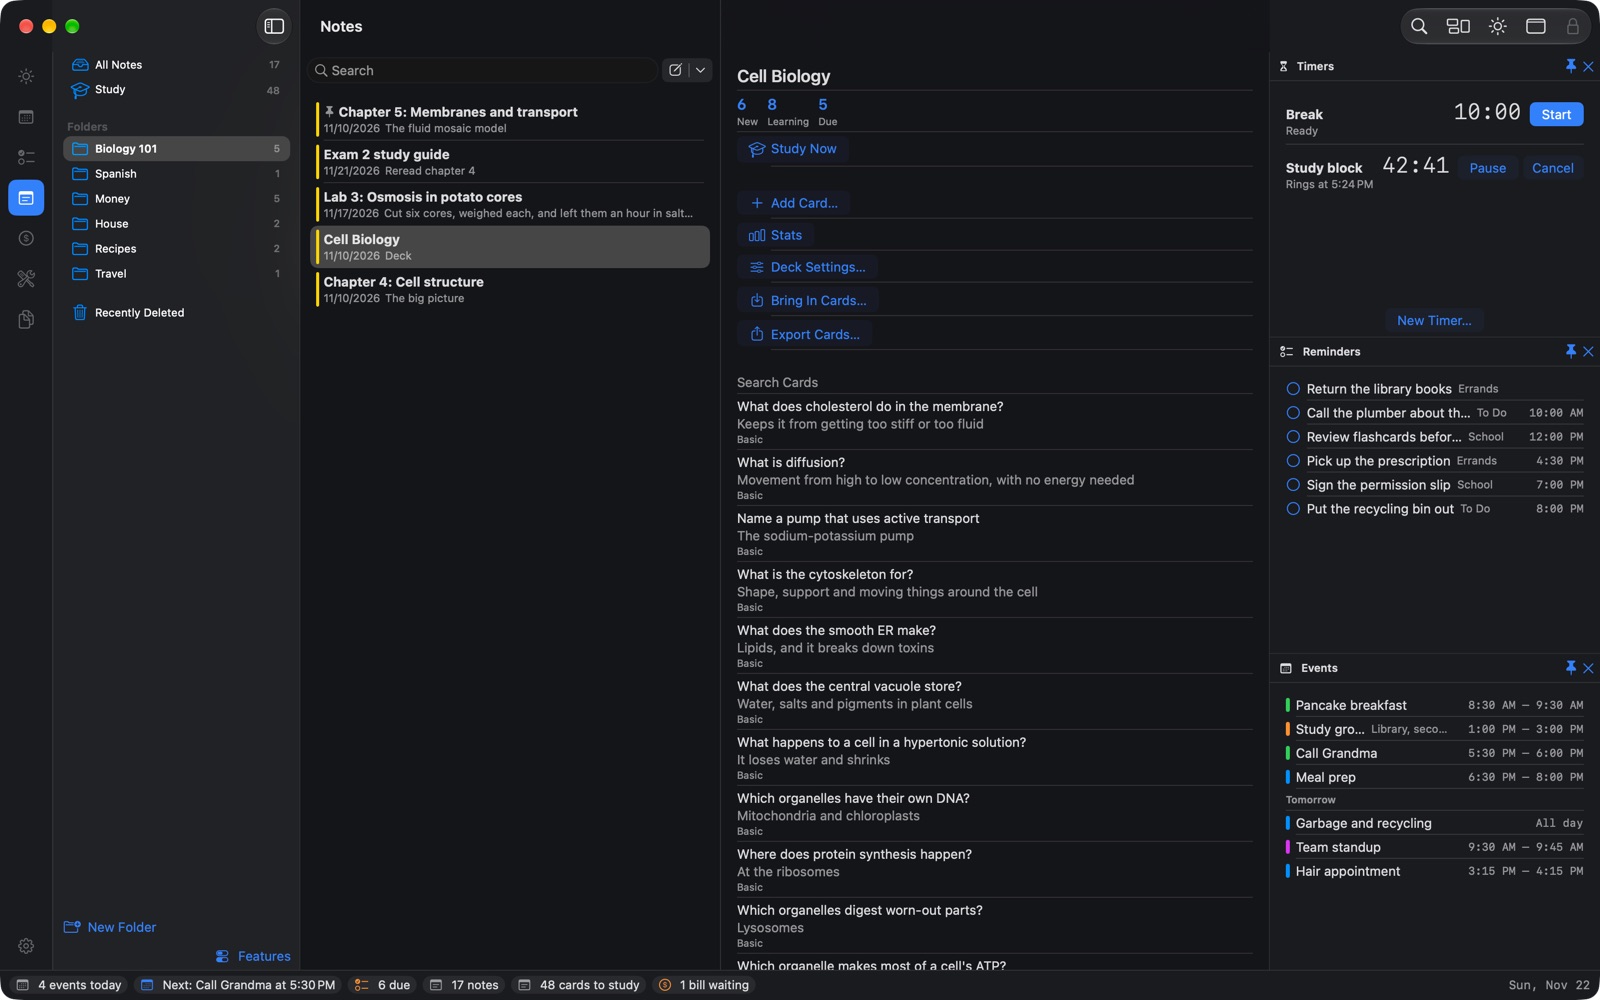 Notes
All Notes 17
Study 48
Folders
Biology 101 5
Spanish 1
Money 5
House 2
Recipes 2
Travel 1
Recently Deleted
New Folder
Features
Search
Chapter 5: Membranes and transport
11/10/2026 The fluid mosaic model
Exam 2 study guide
11/21/2026 Reread chapter 4
Lab 3: Osmosis in potato cores
11/17/2026 Cut six cores, weighed each, and left them an hour in salt...
Cell Biology
11/10/2026 Deck
Chapter 4: Cell structure
11/10/2026 The big picture
Cell Biology
6 8 5
New Learning Due
Study Now
Add Card...
Stats
Deck Settings...
Bring In Cards...
Export Cards...
Search Cards
What does cholesterol do in the membrane?
Keeps it from getting too stiff or too fluid
Basic
What is diffusion?
Movement from high to low concentration, with no energy needed
Basic
Name a pump that uses active transport
The sodium-potassium pump
Basic
What is the cytoskeleton for?
Shape, support and moving things around the cell
Basic
What does the smooth ER make?
Lipids, and it breaks down toxins
Basic
What does the central vacuole store?
Water, salts and pigments in plant cells
Basic
What happens to a cell in a hypertonic solution?
It loses water and shrinks
Basic
Which organelles have their own DNA?
Mitochondria and chloroplasts
Basic
Where does protein synthesis happen?
At the ribosomes
Basic
Which organelles digest worn-out parts?
Lysosomes
Basic
Which organelle makes most of a cell's ATP?
Timers
Break 10:00 Start
Ready
Study block 42:41 Pause Cancel
Rings at 5:24 PM
New Timer...
Reminders
Return the library books Errands
Call the plumber about th... To Do 10:00 AM
Review flashcards befor... School 12:00 PM
Pick up the prescription Errands 4:30 PM
Sign the permission slip School 7:00 PM
Put the recycling bin out To Do 8:00 PM
Events
Pancake breakfast 8:30 AM – 9:30 AM
Study gro... Library, seco... 1:00 PM – 3:00 PM
Call Grandma 5:30 PM – 6:00 PM
Meal prep 6:30 PM – 8:00 PM
Tomorrow
Garbage and recycling All day
Team standup 9:30 AM – 9:45 AM
Hair appointment 3:15 PM – 4:15 PM
4 events today Next: Call Grandma at 5:30 PM 6 due 17 notes 48 cards to study 1 bill waiting Sun, Nov 22